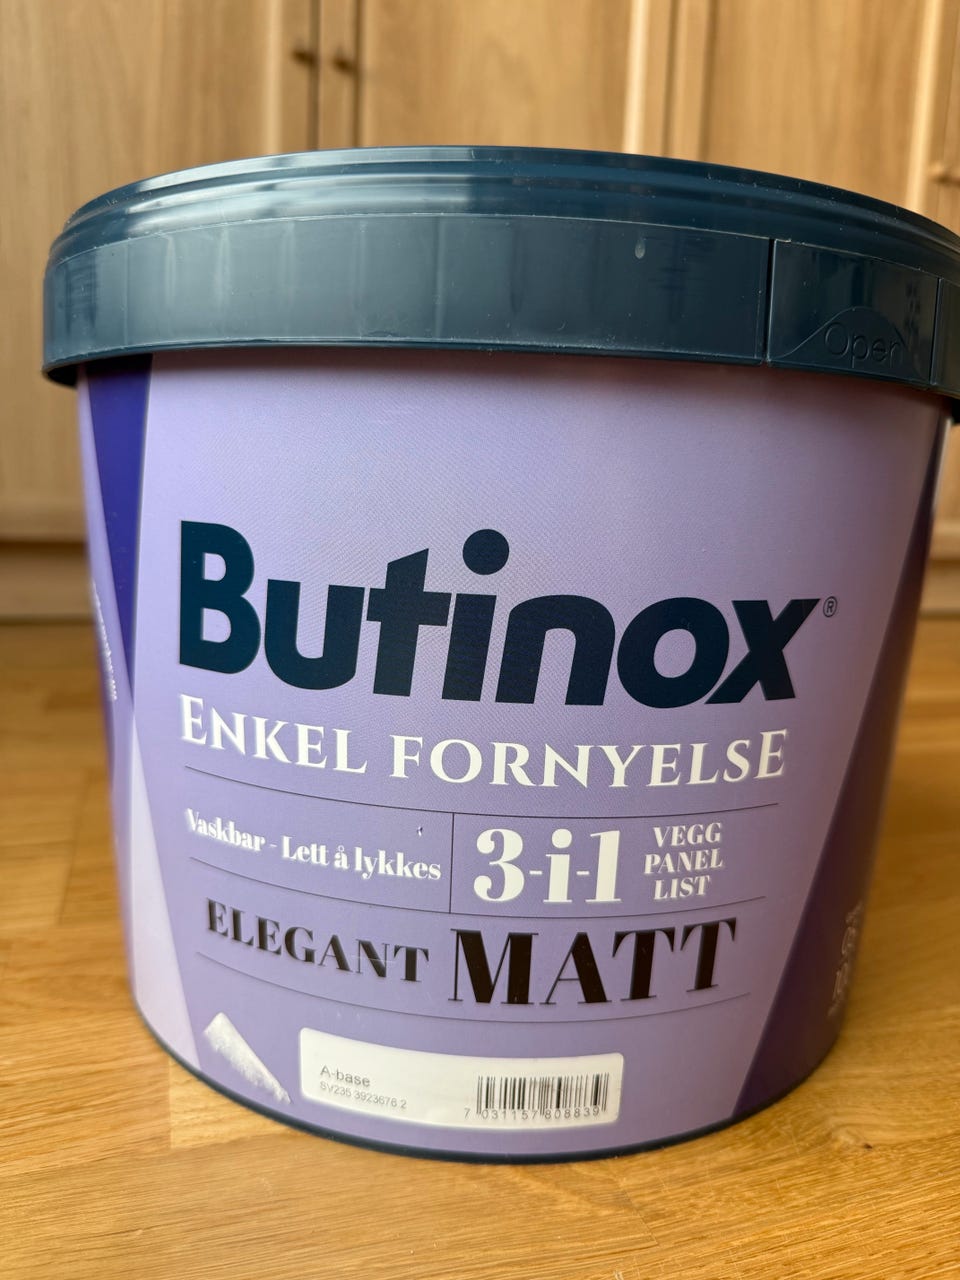 Open
Butinox®
ENKEL FORNYELSE
Vaskbar - Lett å lykkes
3-i-1
VEGG
PANEL
LIST
ELEGANT MATT
A-base
SV235 3923676 2
7 031157 808839